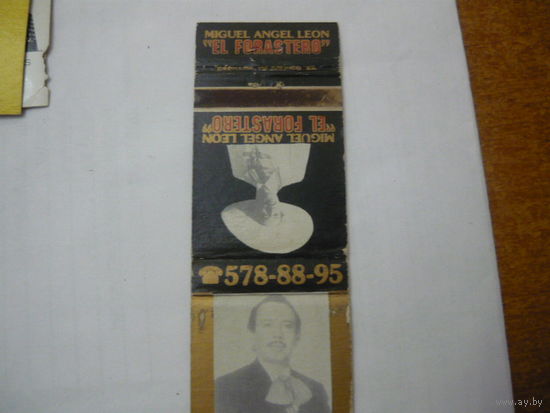 MIGUEL ANGEL LEON
"EL FORASTERO"
MIGUEL ANGEL LEON
"EL FORASTERO"
☎578-88-95
www.ay.by